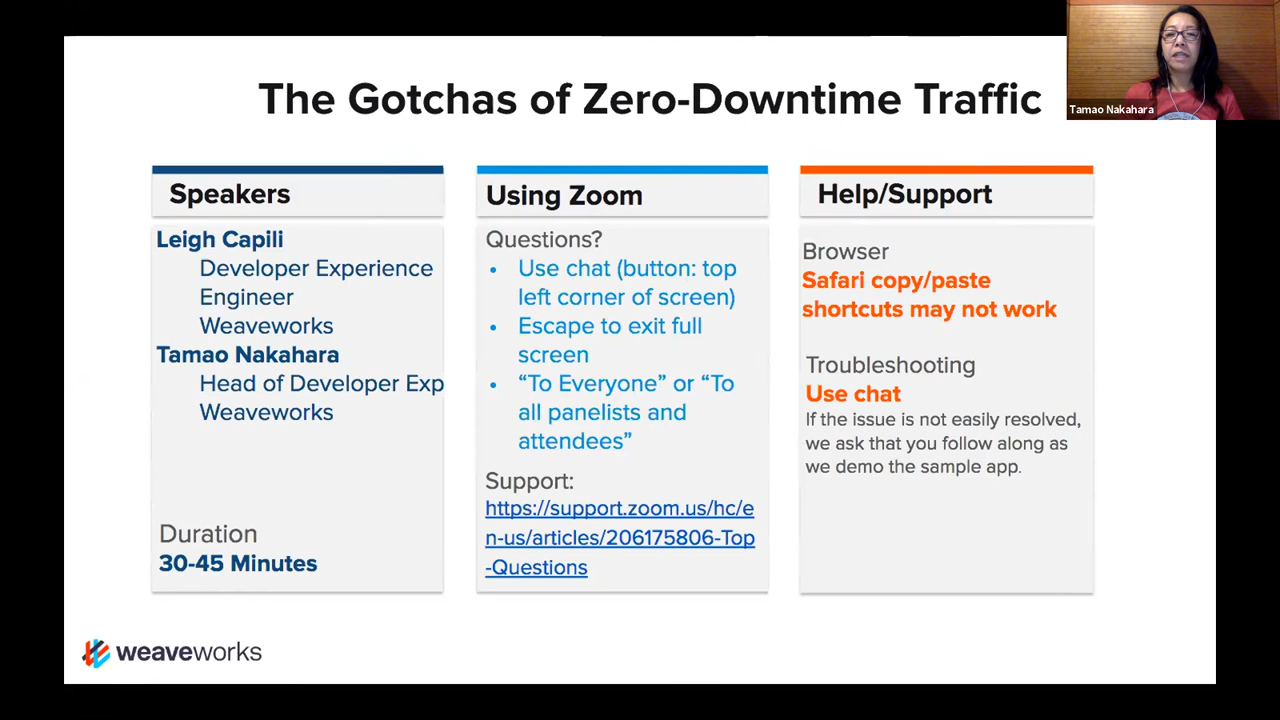 The Gotchas of Zero-Downtime Traffic
Tamao Nakahara
Speakers
Leigh Capili
Developer Experience
Engineer
Weaveworks
Tamao Nakahara
Head of Developer Exp
Weaveworks
Duration
30-45 Minutes
Using Zoom
Questions?
• Use chat (button: top
left corner of screen)
• Escape to exit full
screen
• “To Everyone” or “To
all panelists and
attendees”
Support:
https://support.zoom.us/hc/e
n-us/articles/206175806-Top
-Questions
Help/Support
Browser
Safari copy/paste
shortcuts may not work
Troubleshooting
Use chat
If the issue is not easily resolved,
we ask that you follow along as
we demo the sample app.
weaveworks